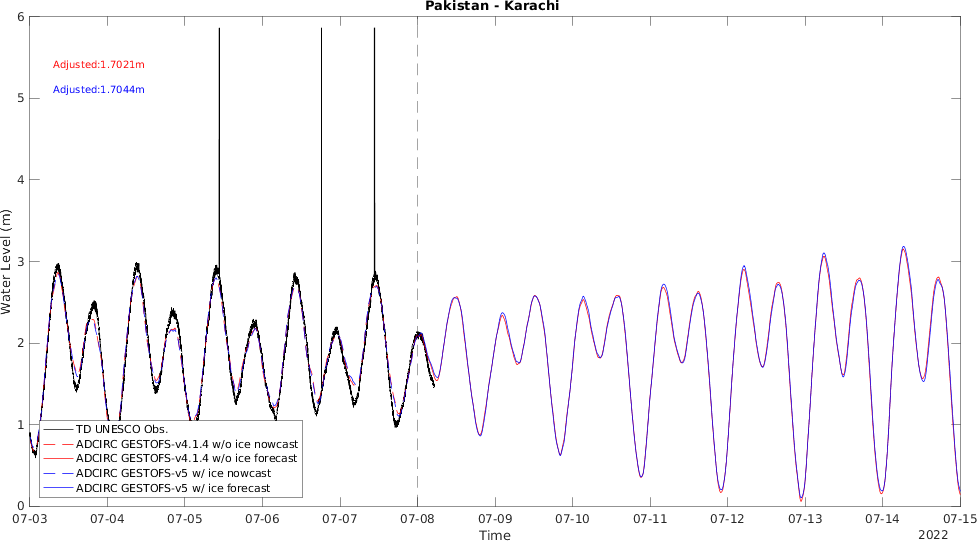 Pakistan - Karachi
6
Adjusted:1.7021m
Adjusted:1.7044m
5
4
3
2
1
0
Water Level (m)
TD UNESCO Obs.
ADCIRC GESTOFS-v4.1.4 w/o ice nowcast
ADCIRC GESTOFS-v4.1.4 w/o ice forecast
ADCIRC GESTOFS-v5 w/ ice nowcast
ADCIRC GESTOFS-v5 w/ ice forecast
07-03 07-04 07-05 07-06 07-07 07-08 07-09 07-10 07-11 07-12 07-13 07-14 07-15
Time
2022